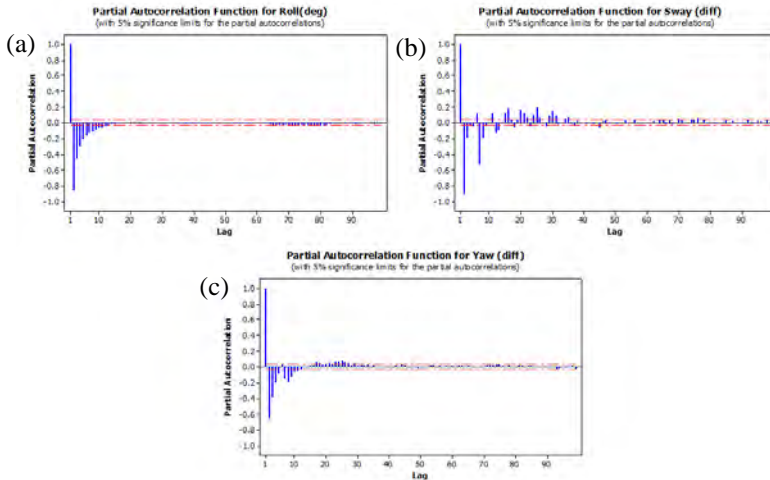 (a)
Partial Autocorrelation Function for Roll(deg)
(with 5% significance limits for the partial autocorrelations)
Partial Autocorrelation
1.0
0.8
0.6
0.4
0.2
0.0
-0.2
-0.4
-0.6
-0.8
-1.0
1 10 20 30 40 50 60 70 80 90
Lag
(b)
Partial Autocorrelation Function for Sway (diff)
(with 5% significance limits for the partial autocorrelations)
Partial Autocorrelation
1.0
0.8
0.6
0.4
0.2
0.0
-0.2
-0.4
-0.6
-0.8
-1.0
1 10 20 30 40 50 60 70 80 90
Lag
(c)
Partial Autocorrelation Function for Yaw (diff)
(with 5% significance limits for the partial autocorrelations)
Partial Autocorrelation
1.0
0.8
0.6
0.4
0.2
0.0
-0.2
-0.4
-0.6
-0.8
-1.0
1 10 20 30 40 50 60 70 80 90
Lag